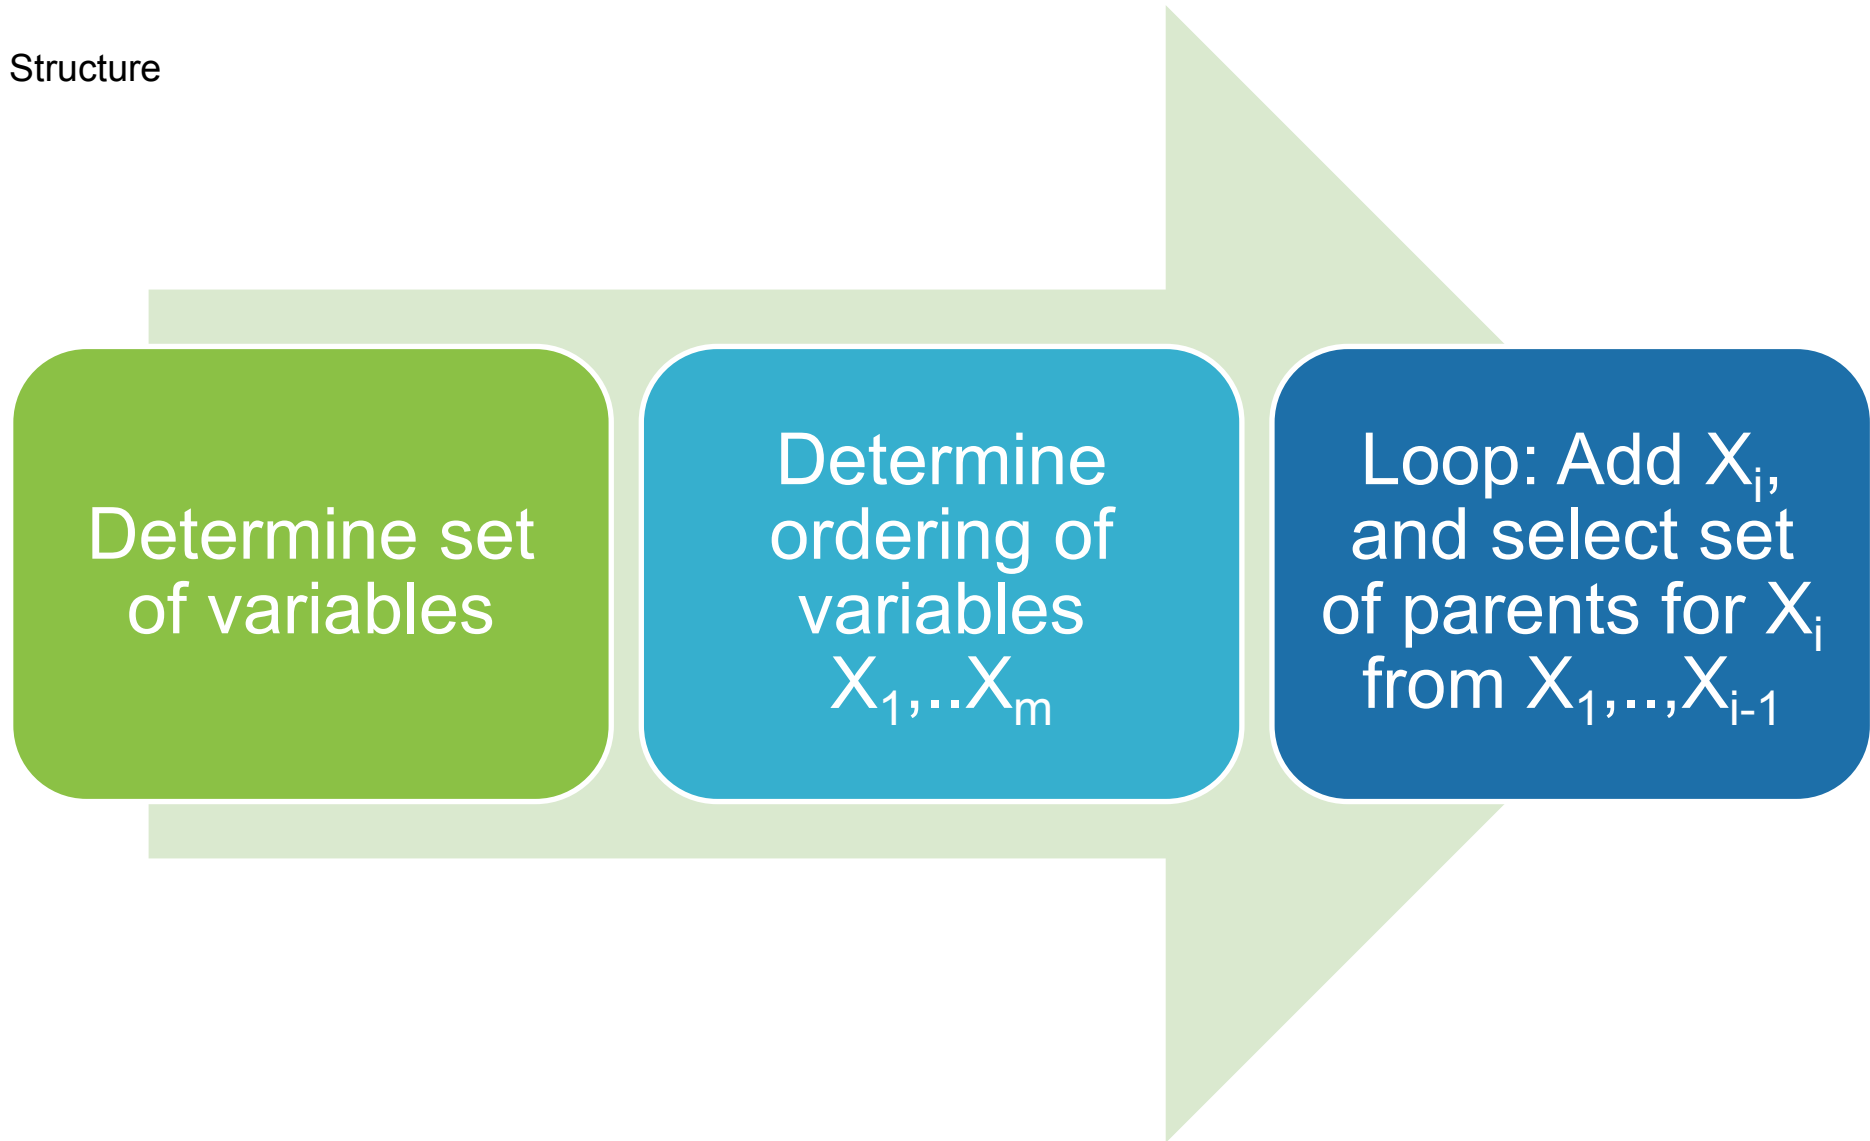 Structure
Determine set
of variables
Determine
ordering of
variables
X₁,..Xₘ
Loop: Add Xᵢ,
and select set
of parents for Xᵢ
from X₁,..,Xᵢ₋₁